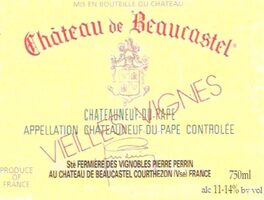 MIS EN BOUTEILLE DU CHATEAU
Château de Beaucastel
VIEILLES VIGNES
CHATEAUNEUF-DU-PAPE
APPELLATION CHATEAUNEUF-DU-PAPE CONTROLÉE
Sté FERMIÈRE DES VIGNOBLES PIERRE PERRIN
AU CHATEAU DE BEAUCASTEL COURTHEZON (Vse) FRANCE
PRODUCE OF FRANCE
750ml
alc 11-14% by vol